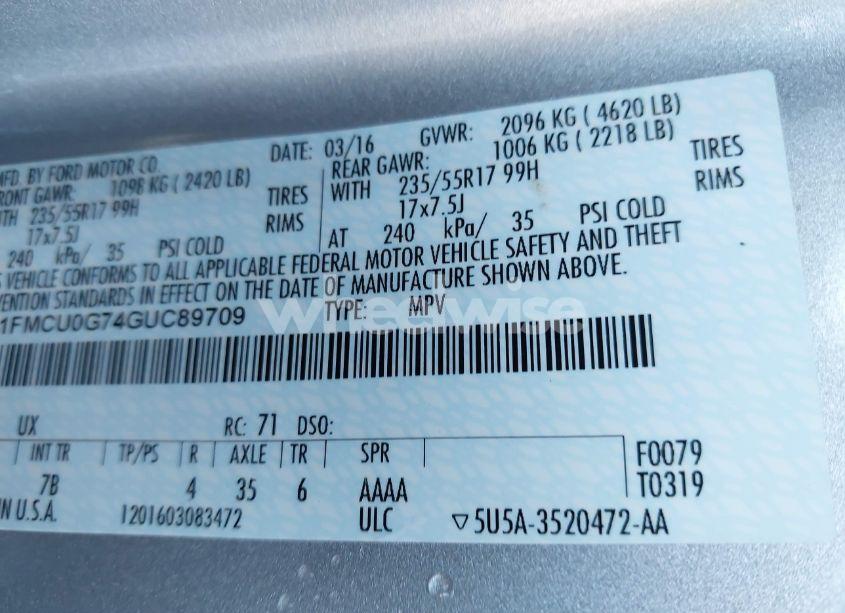 MFD. BY FORD MOTOR CO. DATE: 03/16 GVWR: 2096 KG ( 4620 LB)
FRONT GAWR: 1098 KG ( 2420 LB) REAR GAWR: 1006 KG ( 2218 LB)
235/55R17 99H TIRES WITH 235/55R17 99H TIRES
17x7.5J RIMS 17x7.5J RIMS
240 kPa/ 35 PSI COLD AT 240 kPa/ 35 PSI COLD
VEHICLE CONFORMS TO ALL APPLICABLE FEDERAL MOTOR VEHICLE SAFETY AND THEFT
VENTION STANDARDS IN EFFECT ON THE DATE OF MANUFACTURE SHOWN ABOVE.
1FMCU0G74GUC89709 TYPE: MPV
wheelwise
UX RC: 71 DSO:
INT TR TP/PS R AXLE TR SPR F0079
7B 4 35 6 AAAA T0319
IN U.S.A. 1201603083472 ULC ▽5U5A-3520472-AA